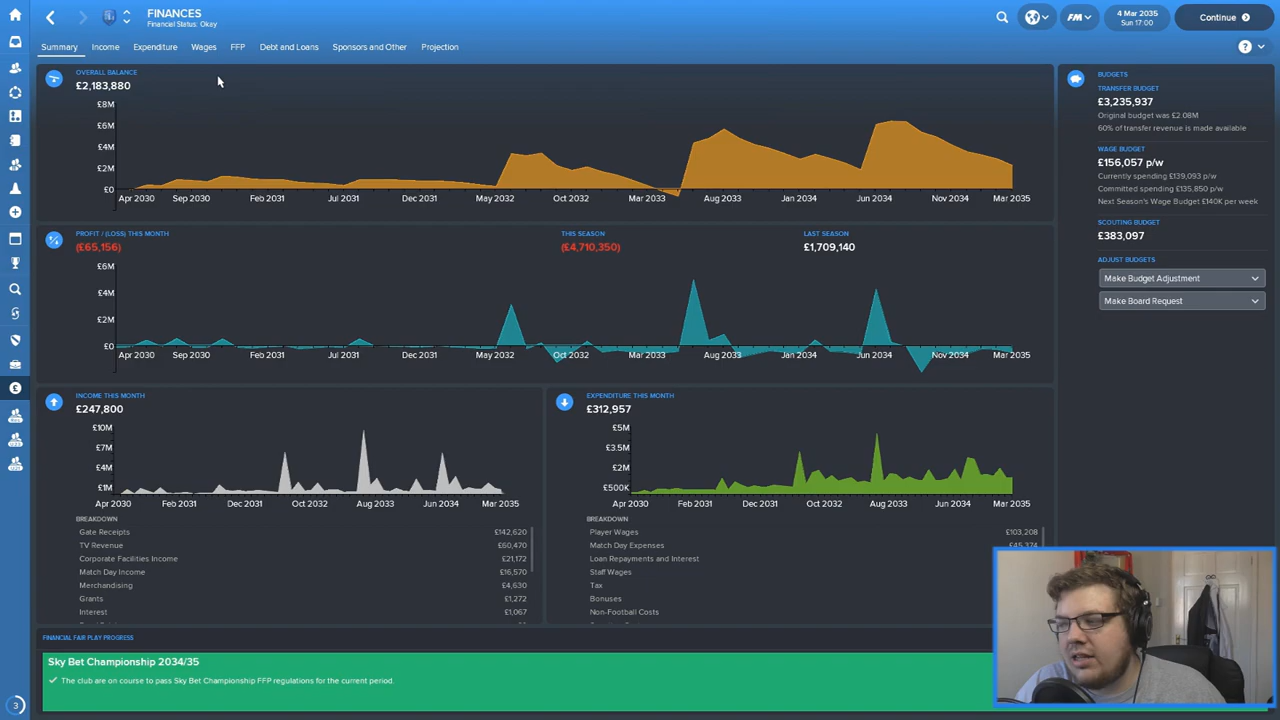 FINANCES
Financial Status: Okay
FM
4 Mar 2035
Sun 17:00
Continue
Summary
Income
Expenditure
Wages
FFP
Debt and Loans
Sponsors and Other
Projection
?
OVERALL BALANCE
£2,183,880
£8M
£6M
£4M
£2M
£0
Apr 2030 Sep 2030 Feb 2031 Jul 2031 Dec 2031 May 2032 Oct 2032 Mar 2033 Aug 2033 Jan 2034 Jun 2034 Nov 2034 Mar 2035
PROFIT / (LOSS) THIS MONTH
(£65,156)
THIS SEASON
(£4,710,350)
LAST SEASON
£1,709,140
£6M
£4M
£2M
£0
Apr 2030 Sep 2030 Feb 2031 Jul 2031 Dec 2031 May 2032 Oct 2032 Mar 2033 Aug 2033 Jan 2034 Jun 2034 Nov 2034 Mar 2035
INCOME THIS MONTH
£247,800
£10M
£7M
£4M
£1M
Apr 2030 Feb 2031 Dec 2031 Oct 2032 Aug 2033 Jun 2034 Mar 2035
BREAKDOWN
Gate Receipts £142,620
TV Revenue £60,470
Corporate Facilities Income £21,172
Match Day Income £16,570
Merchandising £4,630
Grants £1,272
Interest £1,067
EXPENDITURE THIS MONTH
£312,957
£5M
£3.5M
£2M
£500K
Apr 2030 Feb 2031 Dec 2031 Oct 2032 Aug 2033 Jun 2034 Mar 2035
BREAKDOWN
Player Wages £103,208
Match Day Expenses £45,374
Loan Repayments and Interest
Staff Wages
Tax
Bonuses
Non-Football Costs
FINANCIAL FAIR PLAY PROGRESS
Sky Bet Championship 2034/35
The club are on course to pass Sky Bet Championship FFP regulations for the current period.
BUDGETS
TRANSFER BUDGET
£3,235,937
Original budget was £2.08M
60% of transfer revenue is made available
WAGE BUDGET
£156,057 p/w
Currently spending £139,093 p/w
Committed spending £135,850 p/w
Next Season's Wage Budget £140K per week
SCOUTING BUDGET
£383,097
ADJUST BUDGETS
Make Budget Adjustment
Make Board Request
3